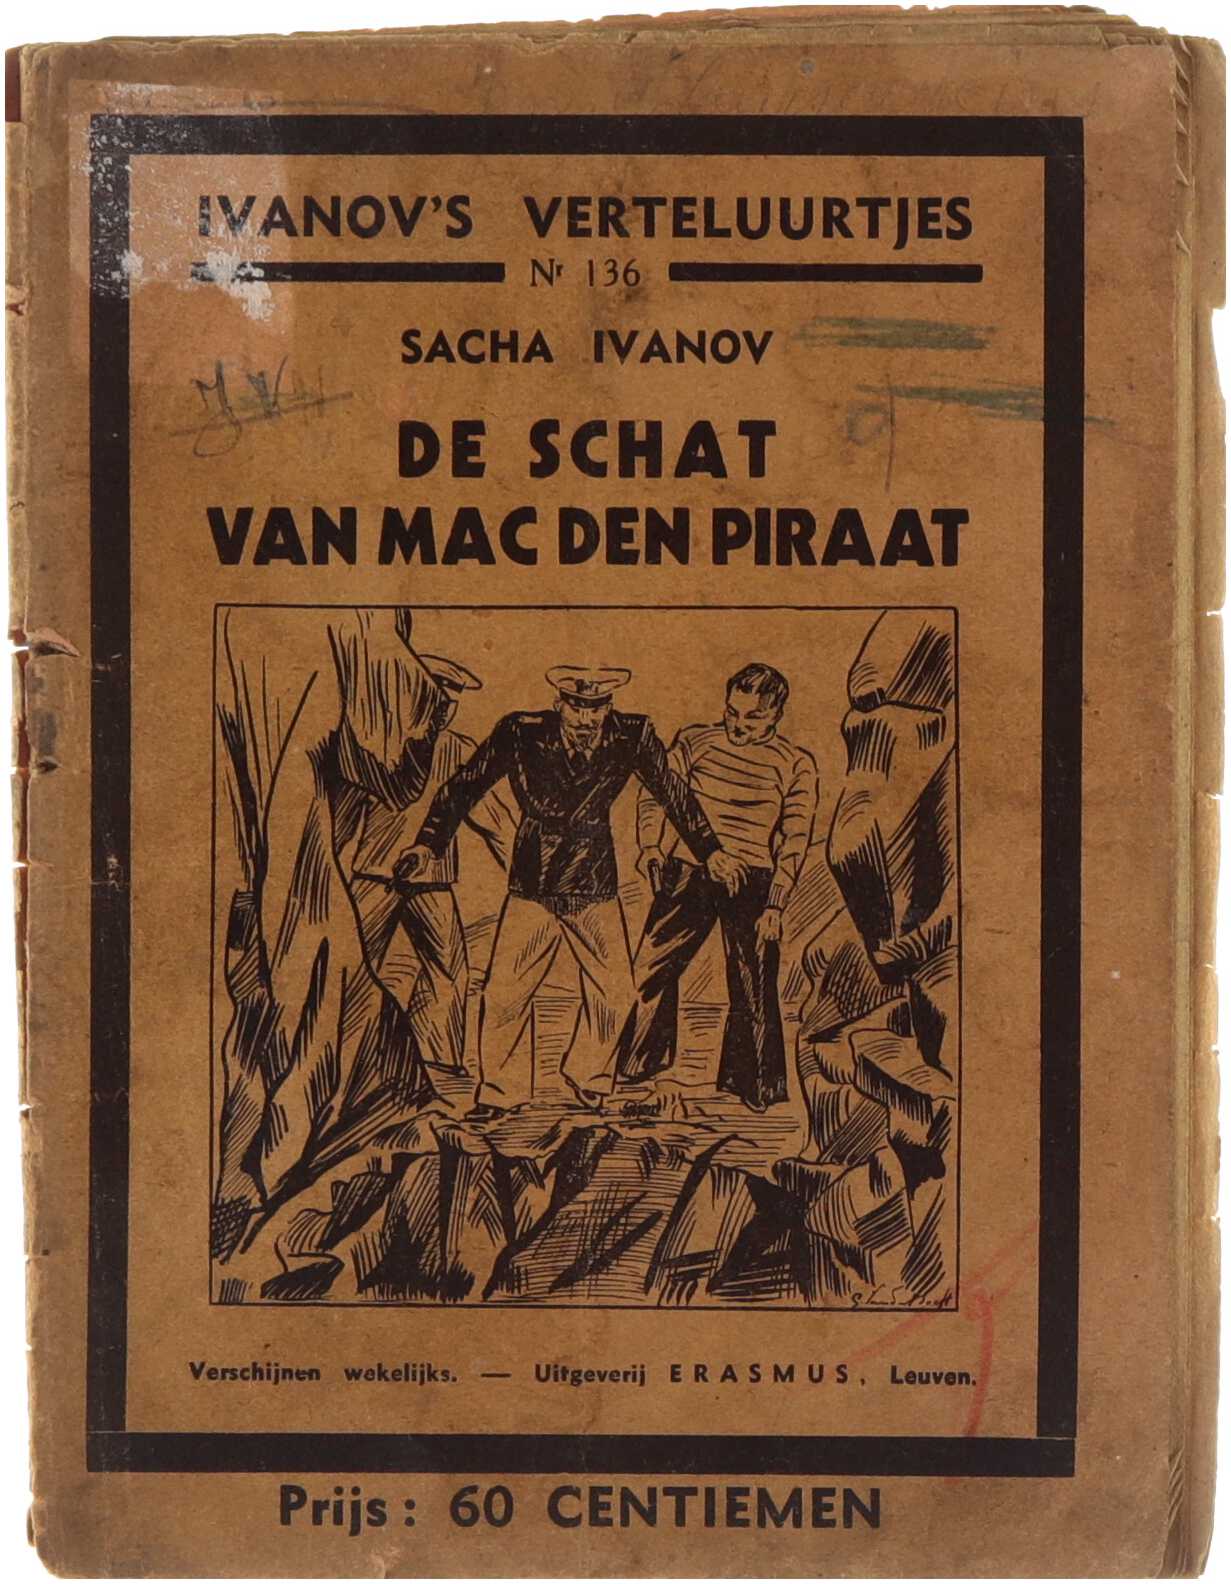 IVANOV'S VERTELUURTJES
Nr 136
SACHA IVANOV
DE SCHAT
VAN MAC DEN PIRAAT
Verschijnen wekelijks. — Uitgeverij ERASMUS, Leuven.
Prijs: 60 CENTIEMEN